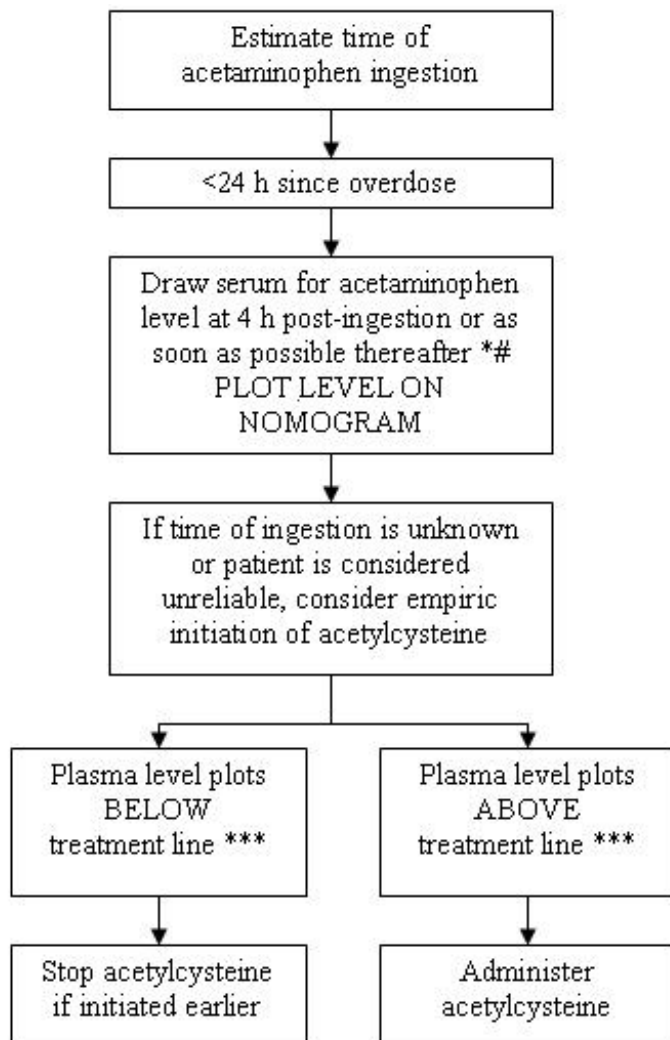 Estimate time of
acetaminophen ingestion
<24 h since overdose
Draw serum for acetaminophen
level at 4 h post-ingestion or as
soon as possible thereafter *#
PLOT LEVEL ON
NOMOGRAM
If time of ingestion is unknown
or patient is considered
unreliable, consider empiric
initiation of acetylcysteine
Plasma level plots
BELOW
treatment line ***
Plasma level plots
ABOVE
treatment line ***
Stop acetylcysteine
if initiated earlier
Administer
acetylcysteine